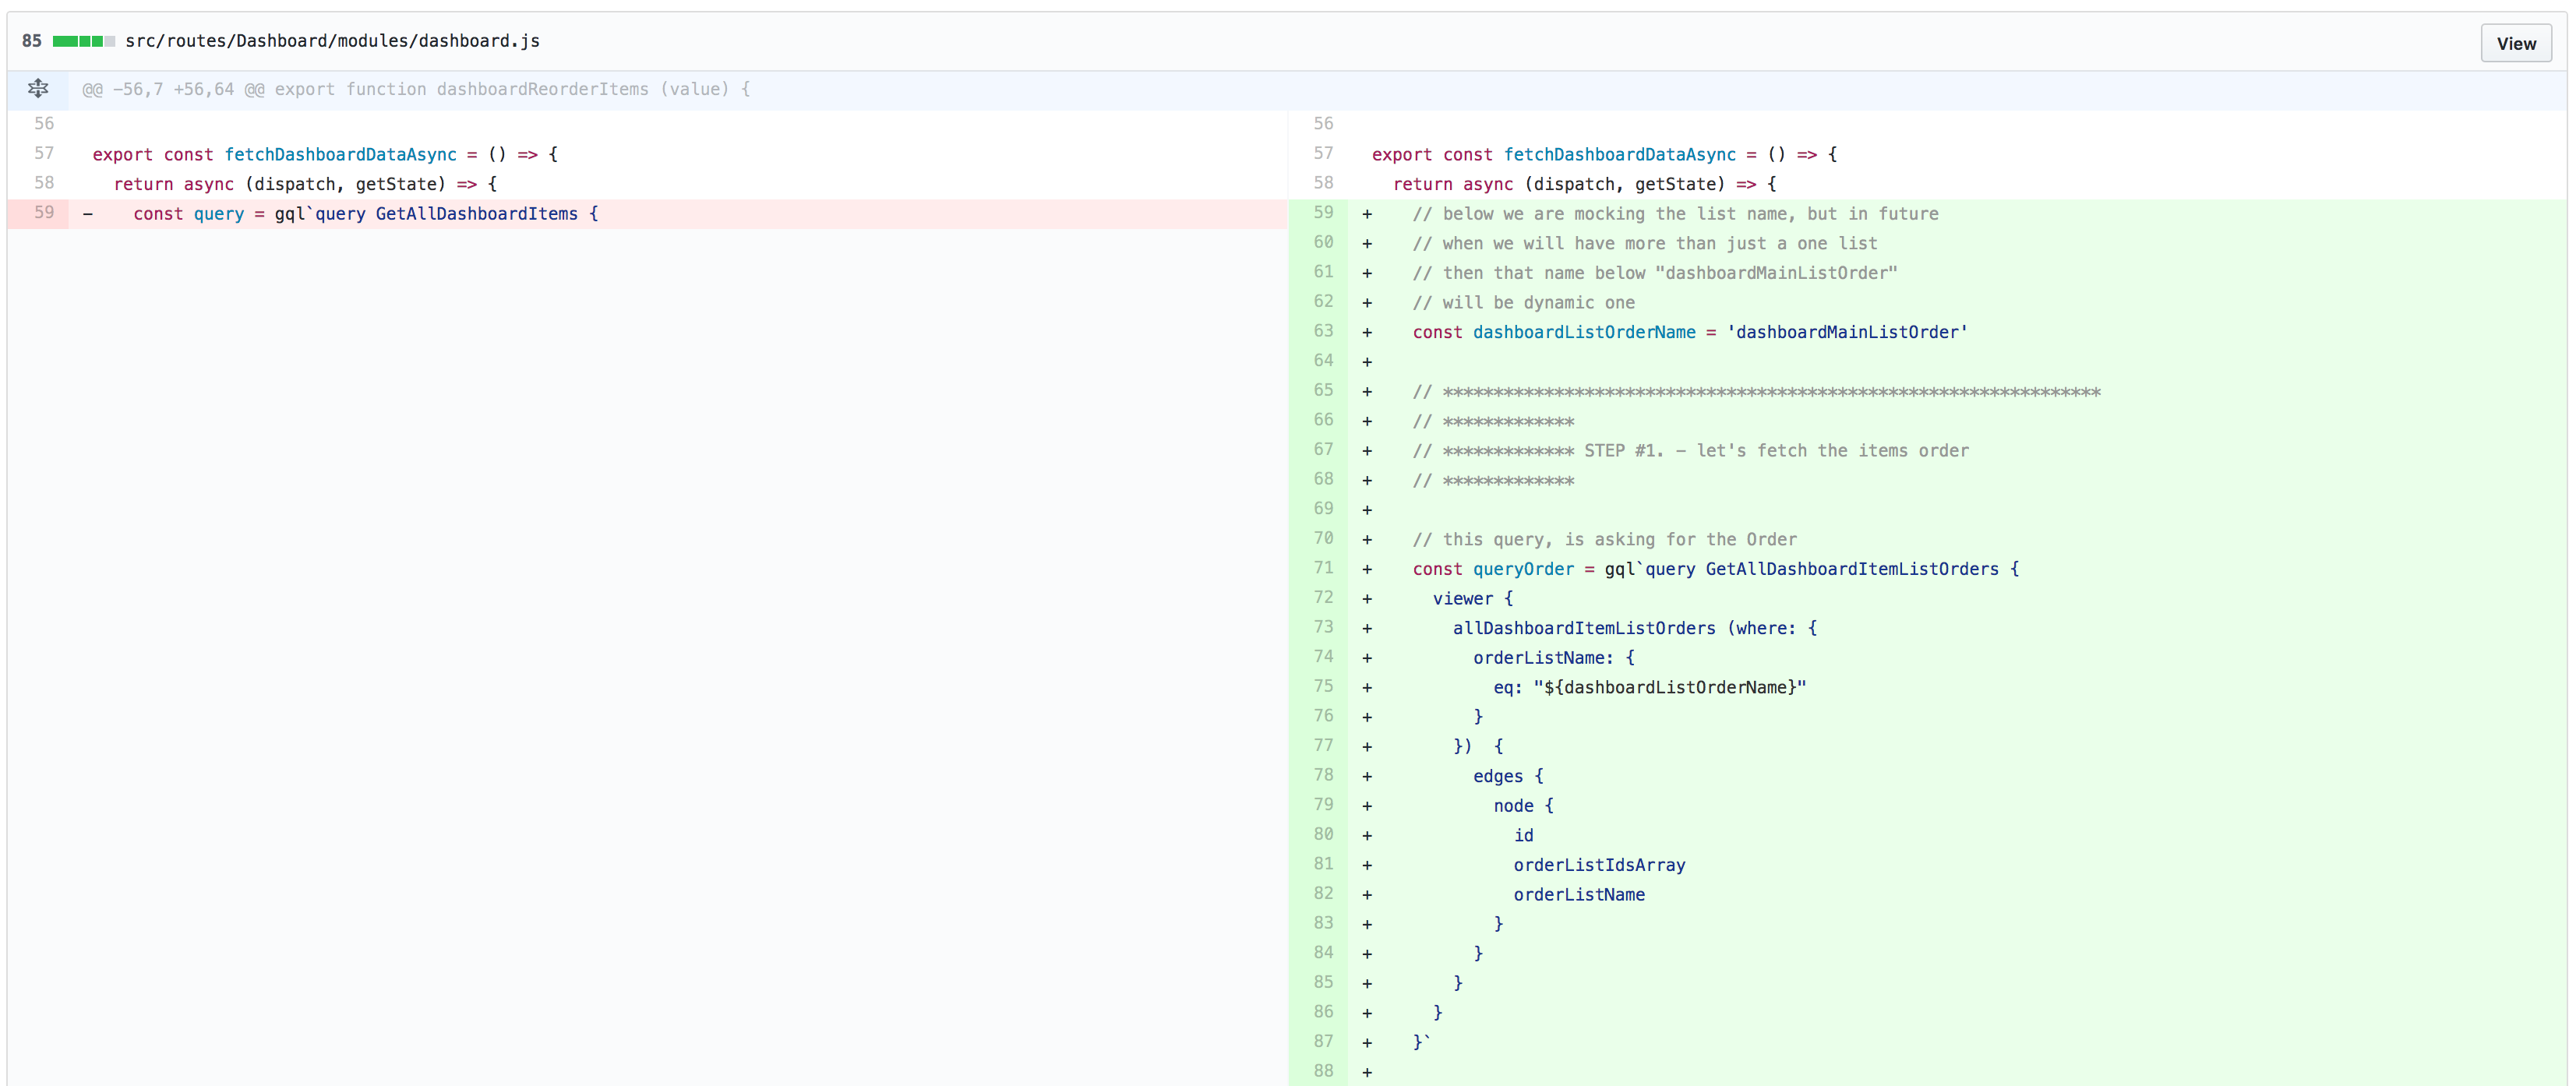 85 src/routes/Dashboard/modules/dashboard.js View
@@ -56,7 +56,64 @@ export function dashboardReorderItems (value) {
56
57 export const fetchDashboardDataAsync = () => {
58 return async (dispatch, getState) => {
59 - const query = gql`query GetAllDashboardItems {
56
57 export const fetchDashboardDataAsync = () => {
58 return async (dispatch, getState) => {
59 + // below we are mocking the list name, but in future
60 + // when we will have more than just a one list
61 + // then that name below "dashboardMainListOrder"
62 + // will be dynamic one
63 + const dashboardListOrderName = 'dashboardMainListOrder'
64 +
65 + // *****************************************************************
66 + // *************
67 + // ************* STEP #1. - let's fetch the items order
68 + // *************
69 +
70 + // this query, is asking for the Order
71 + const queryOrder = gql`query GetAllDashboardItemListOrders {
72 + viewer {
73 + allDashboardItemListOrders (where: {
74 + orderListName: {
75 + eq: "${dashboardListOrderName}"
76 + }
77 + }) {
78 + edges {
79 + node {
80 + id
81 + orderListIdsArray
82 + orderListName
83 + }
84 + }
85 + }
86 + }
87 + }`
88 +